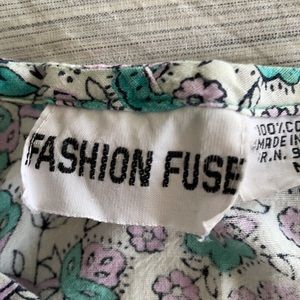 FASHION FUSE
100%
MADE IN
R.N.